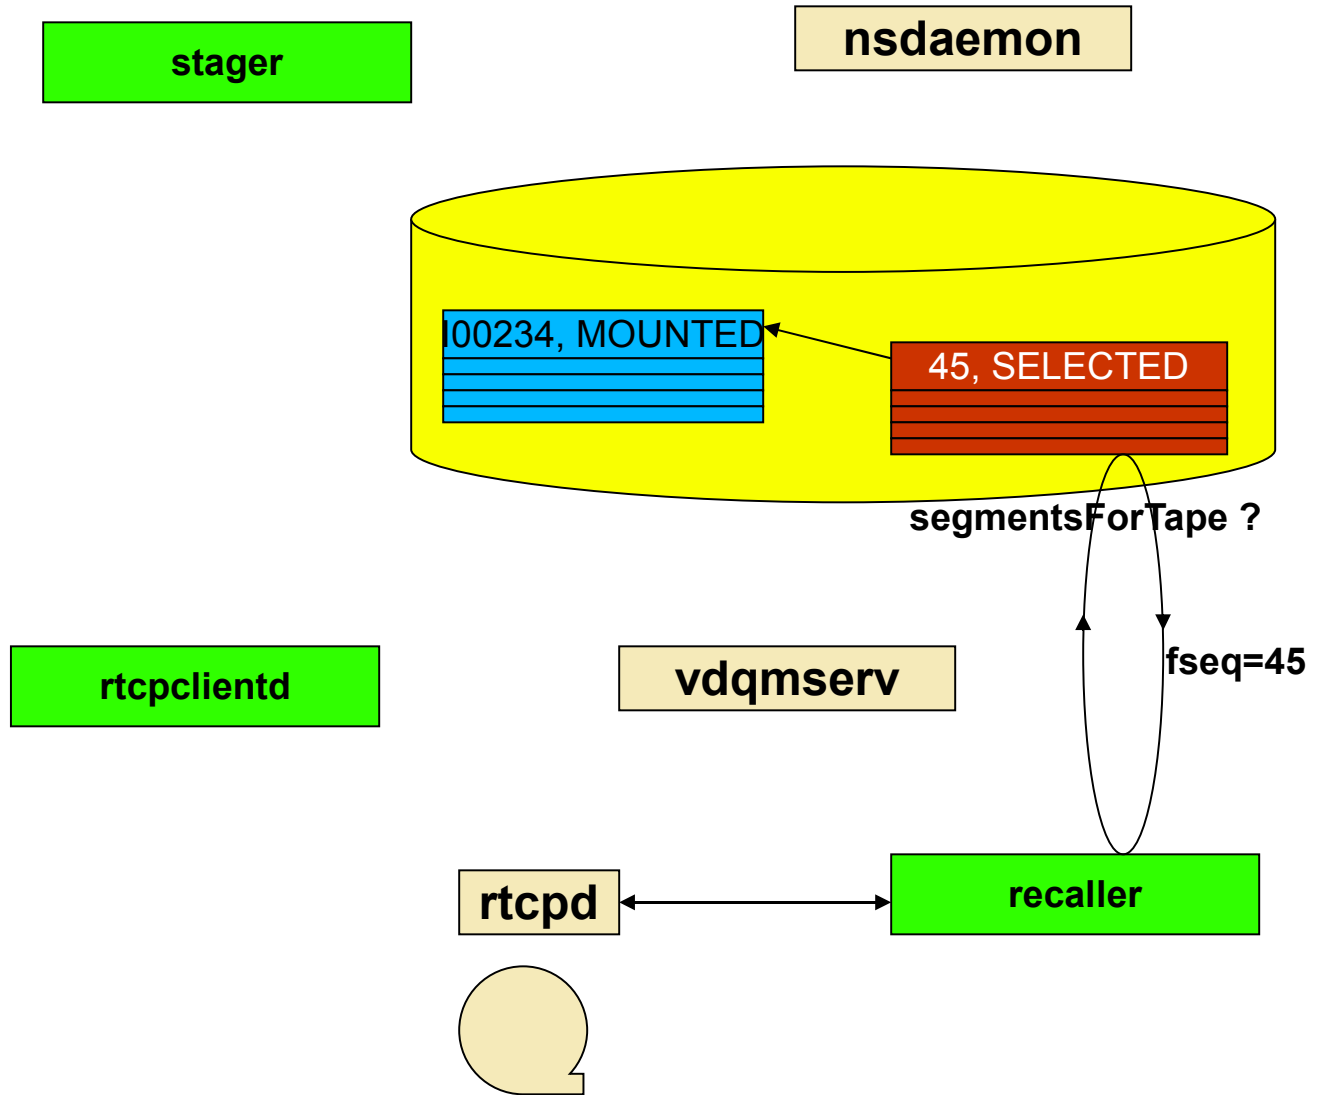 stager
nsdaemon
I00234, MOUNTED
45, SELECTED
segmentsForTape ?
rtcpclientd
vdqmserv
fseq=45
rtcpd
recaller